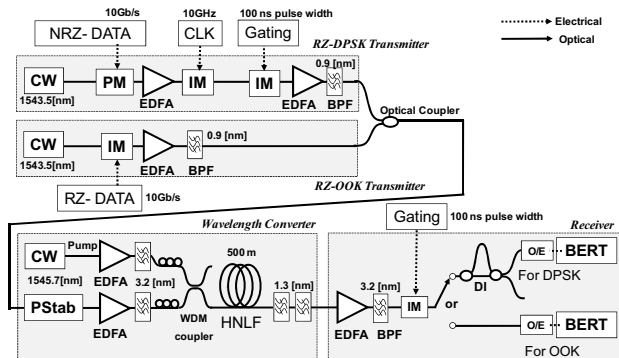 10Gb/s
10GHz
100 ns pulse width
NRZ- DATA
CLK
Gating
Electrical
Optical
RZ-DPSK Transmitter
CW
PM
IM
IM
0.9 [nm]
EDFA
EDFA
BPF
1543.5[nm]
Optical Coupler
CW
IM
0.9 [nm]
1543.5[nm]
EDFA
BPF
RZ- DATA
10Gb/s
RZ-OOK Transmitter
Wavelength Converter
Gating
100 ns pulse width
Receiver
CW
Pump
500 m
O/E
BERT
1545.7[nm]
EDFA
3.2 [nm]
1.3 [nm]
3.2 [nm]
DI
For DPSK
PStab
IM
or
WDM
coupler
HNLF
EDFA
EDFA
BPF
O/E
BERT
For OOK